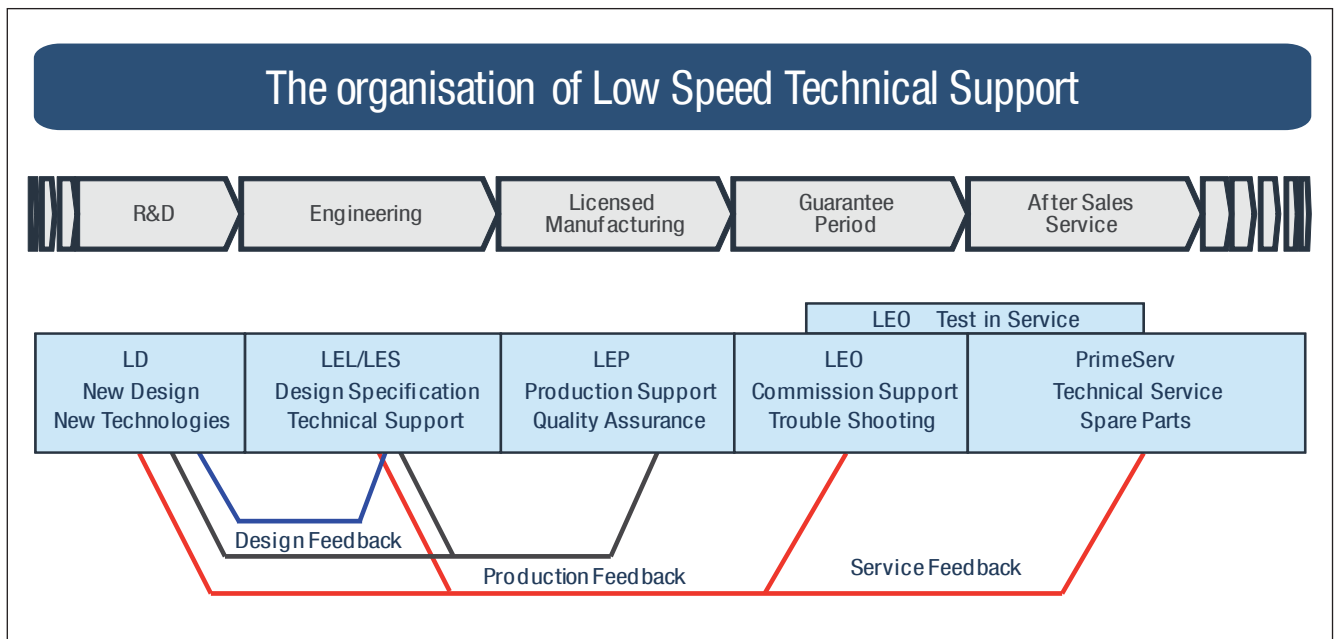 The organisation of Low Speed Technical Support
R&D
Engineering
Licensed
Manufacturing
Guarantee
Period
After Sales
Service
LEO Test in Service
LD
New Design
New Technologies
LEL/LES
Design Specification
Technical Support
LEP
Production Support
Quality Assurance
LEO
Commission Support
Trouble Shooting
PrimeServ
Technical Service
Spare Parts
Design Feedback
Production Feedback
Service Feedback